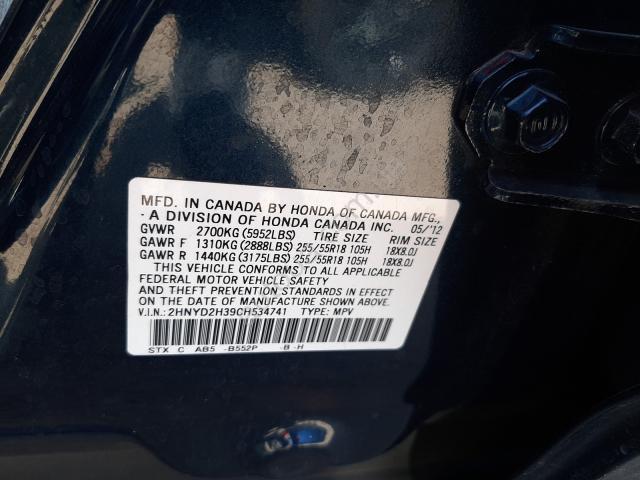 MFD. IN CANADA BY HONDA OF CANADA MFG.,
- A DIVISION OF HONDA CANADA INC. 05/'12
GVWR 2700KG (5952LBS) TIRE SIZE RIM SIZE
GAWR F 1310KG (2888LBS) 255/55R18 105H 18X8.0J
GAWR R 1440KG (3175LBS) 255/55R18 105H 18X8.0J
THIS VEHICLE CONFORMS TO ALL APPLICABLE
FEDERAL MOTOR VEHICLE SAFETY
AND THEFT PREVENTION STANDARDS IN EFFECT
ON THE DATE OF MANUFACTURE SHOWN ABOVE.
V.I.N.: 2HNYD2H39CH534741 TYPE: MPV
STX C AB5 -B552P -B -H